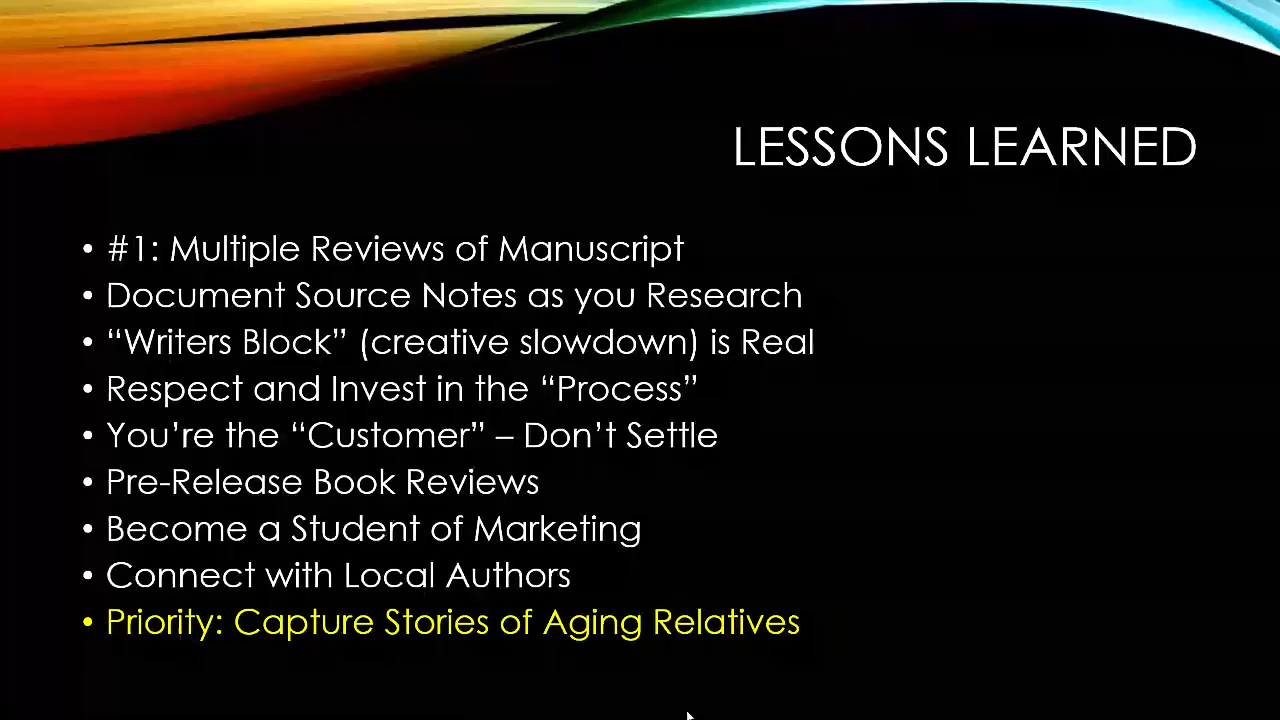 LESSONS LEARNED
• #1: Multiple Reviews of Manuscript
• Document Source Notes as you Research
• “Writers Block” (creative slowdown) is Real
• Respect and Invest in the “Process”
• You’re the “Customer” – Don’t Settle
• Pre-Release Book Reviews
• Become a Student of Marketing
• Connect with Local Authors
• Priority: Capture Stories of Aging Relatives